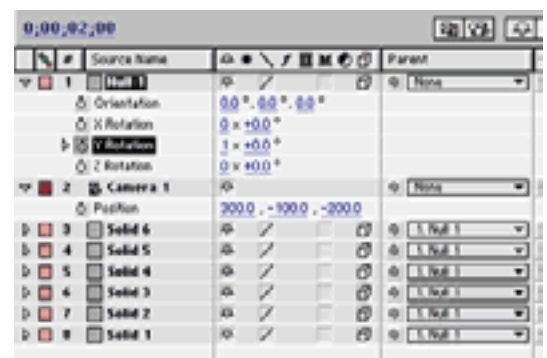 0;00;02;00
# Source Name Parent
1 Null 1 None
Orientation 0.0°, 0.0°, 0.0°
X Rotation 0 x +0.0°
Y Rotation 1 x +0.0°
Z Rotation 0 x +0.0°
2 Camera 1 None
Position 300.0, -100.0, -200.0
3 Solid 6 1. Null 1
4 Solid 5 1. Null 1
5 Solid 4 1. Null 1
6 Solid 3 1. Null 1
7 Solid 2 1. Null 1
8 Solid 1 1. Null 1